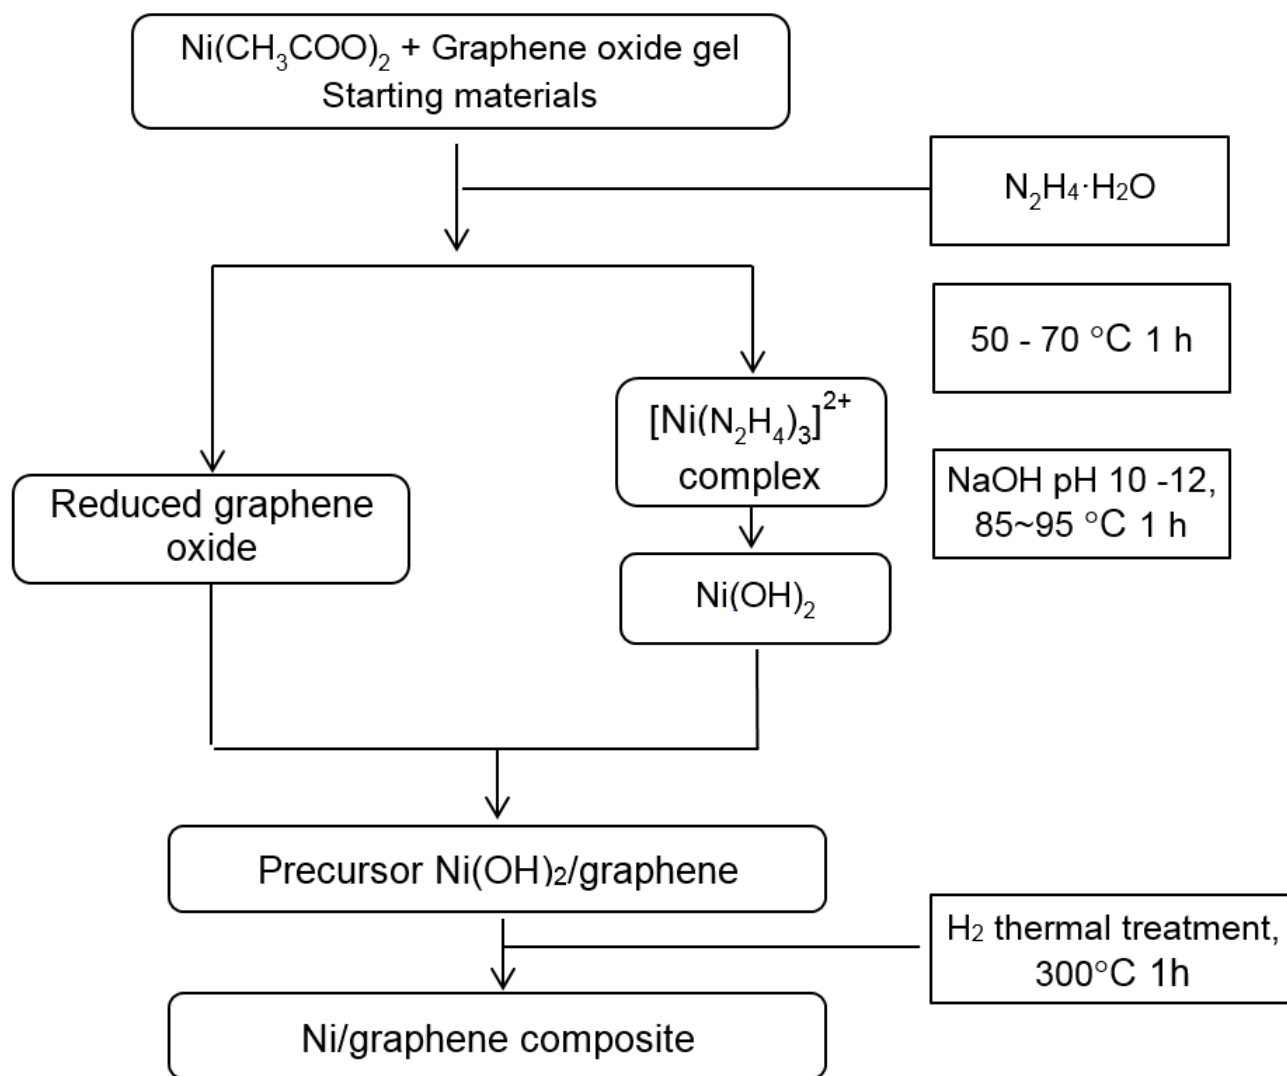 Ni(CH₃COO)₂ + Graphene oxide gel
Starting materials
N₂H₄·H₂O
50 - 70 °C 1 h
[Ni(N₂H₄)₃]²⁺
complex
NaOH pH 10 -12,
85~95 °C 1 h
Reduced graphene
oxide
Ni(OH)₂
Precursor Ni(OH)₂/graphene
H₂ thermal treatment,
300°C 1h
Ni/graphene composite